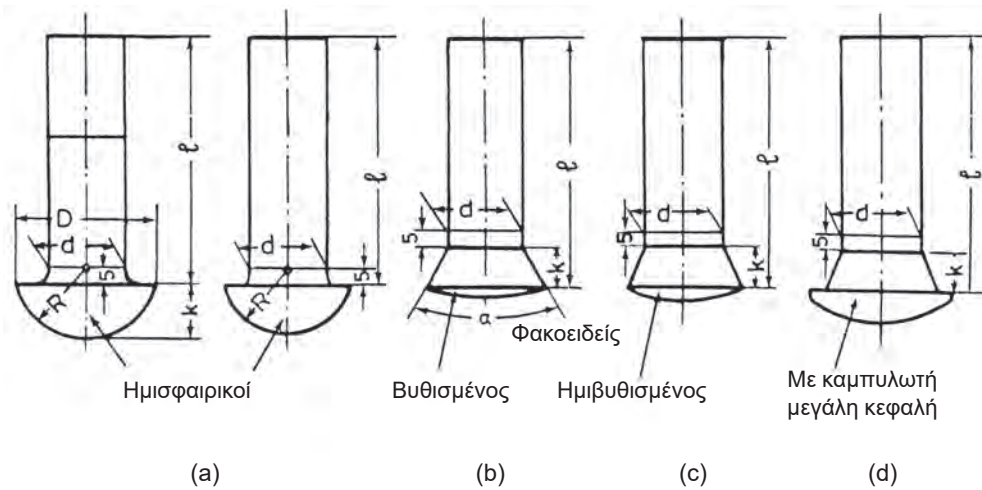 ℓ ℓ ℓ ℓ ℓ
D
d d d d d
5 5 5 5 5
R R k k k k
α
Φακοειδείς
Ημισφαιρικοί Βυθισμένος Ημιβυθισμένος Με καμπυλωτή
μεγάλη κεφαλή
(a) (b) (c) (d)